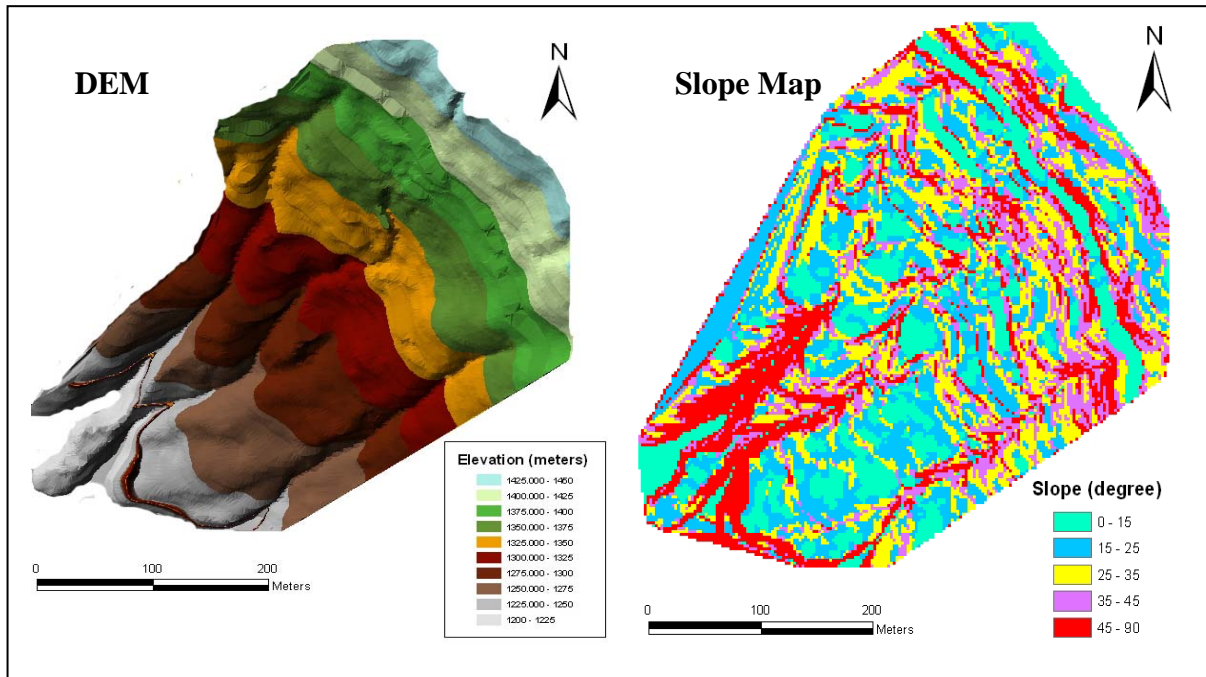 DEM
N
Elevation (meters)
1425.000 - 1450
1400.000 - 1425
1375.000 - 1400
1350.000 - 1375
1325.000 - 1350
1300.000 - 1325
1275.000 - 1300
1250.000 - 1275
1225.000 - 1250
1200 - 1225
0 100 200
Meters
Slope Map
N
Slope (degree)
0 - 15
15 - 25
25 - 35
35 - 45
45 - 90
0 100 200
Meters